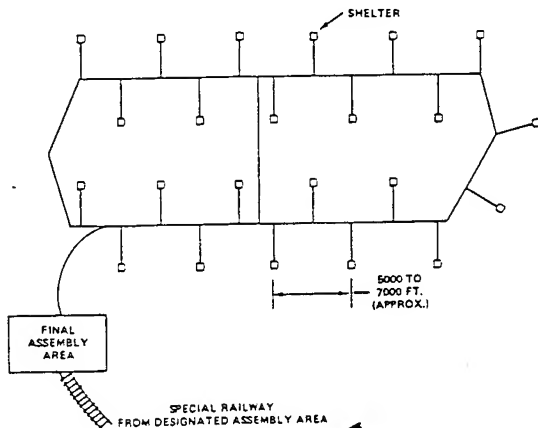 SHELTER
5000 TO
7000 FT.
(APPROX.)
FINAL
ASSEMBLY
AREA
SPECIAL RAILWAY
FROM DESIGNATED ASSEMBLY AREA